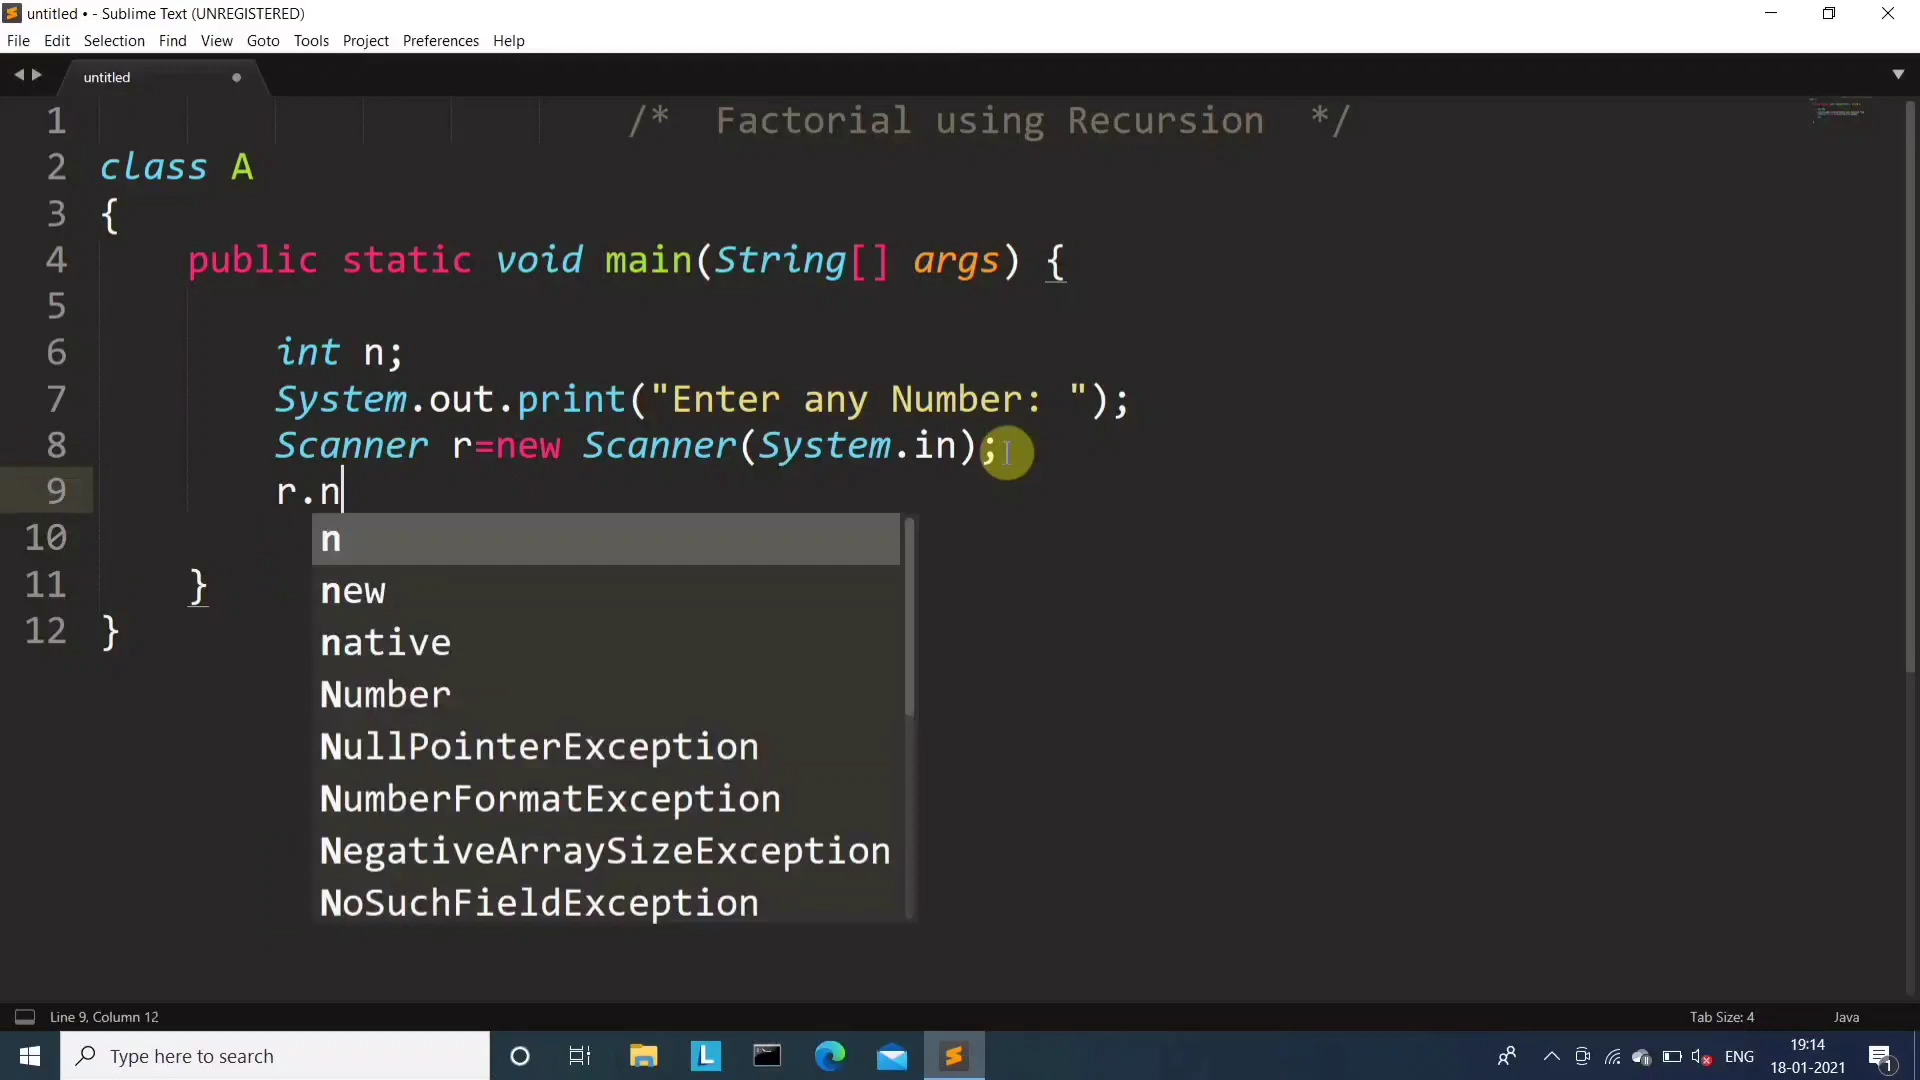 untitled • - Sublime Text (UNREGISTERED)
File Edit Selection Find View Goto Tools Project Preferences Help
untitled
1 /* Factorial using Recursion */
2 class A
3 {
4 public static void main(String[] args) {
5
6 int n;
7 System.out.print("Enter any Number: ");
8 Scanner r=new Scanner(System.in);
9 r.n
10
11 }
12 }
n
new
native
Number
NullPointerException
NumberFormatException
NegativeArraySizeException
NoSuchFieldException
Line 9, Column 12 Tab Size: 4 Java
Type here to search
L
ENG
19:14
18-01-2021
1